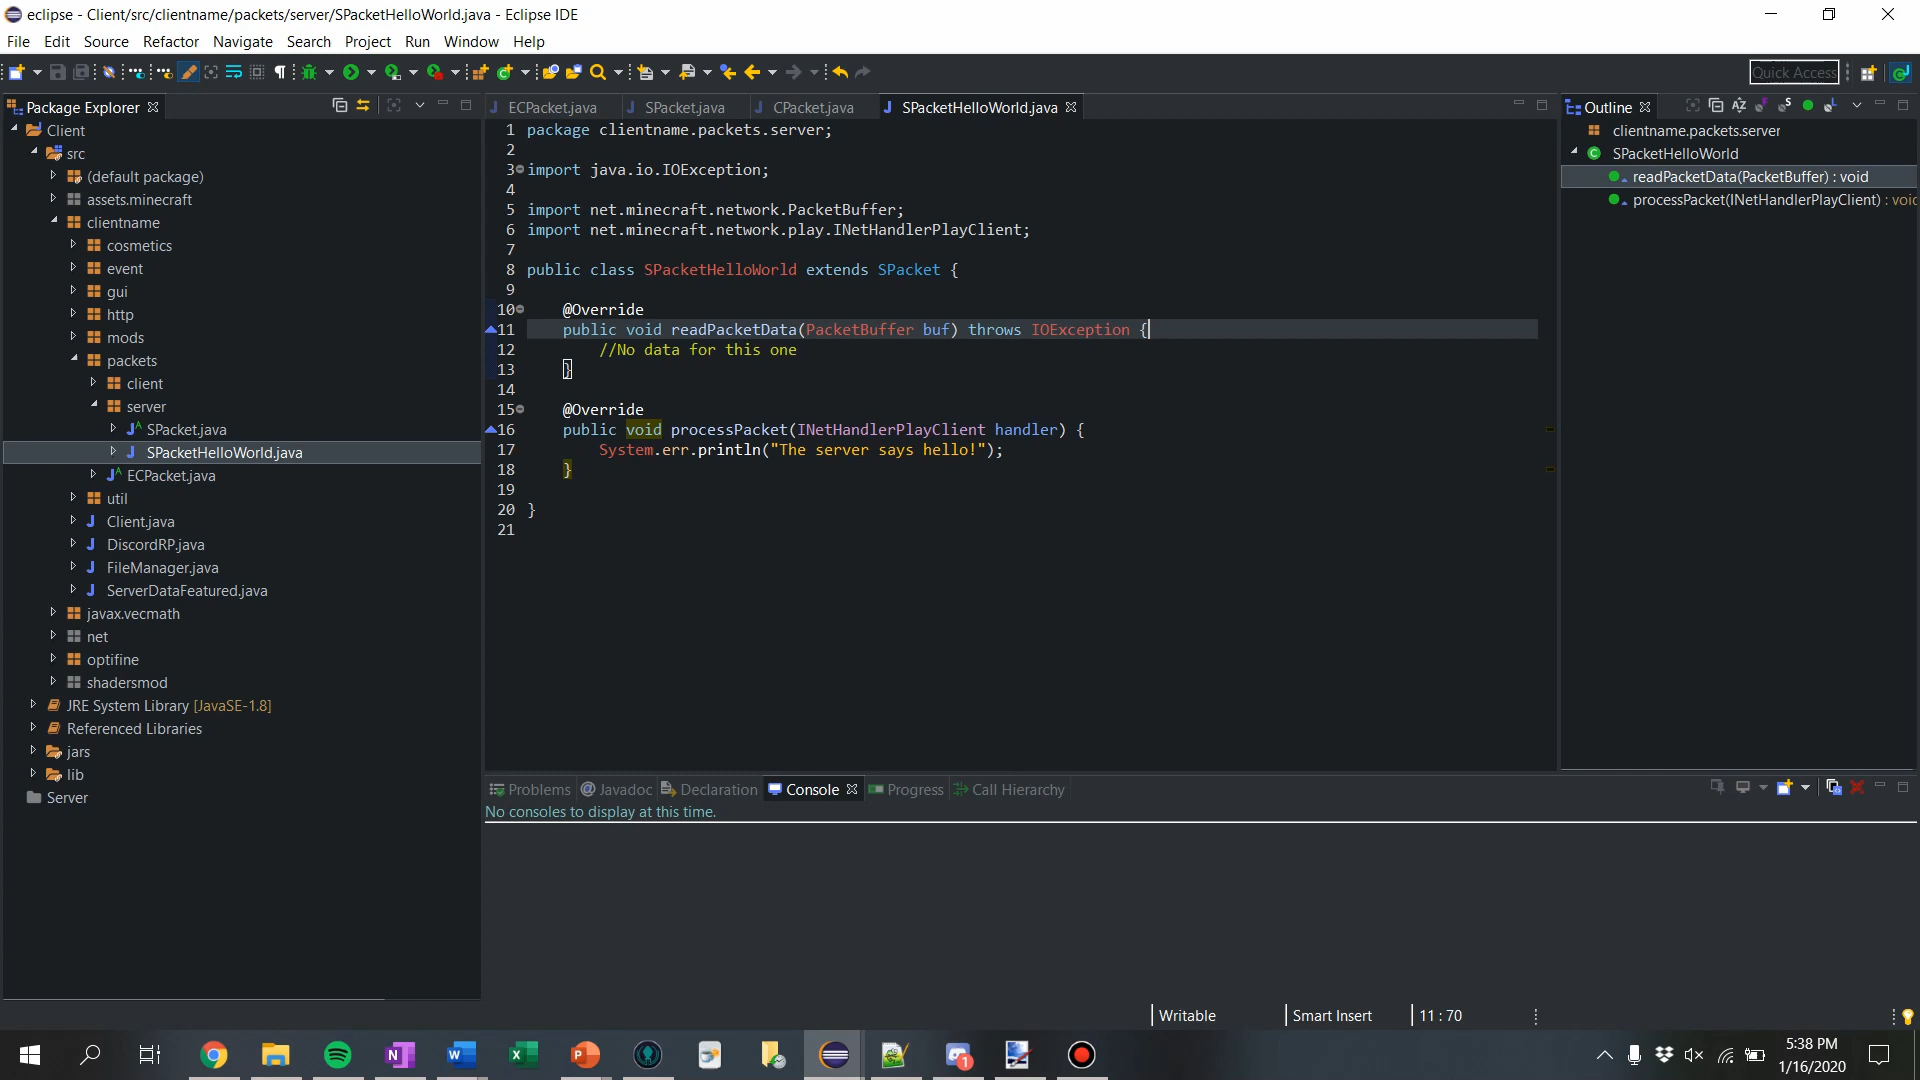 eclipse - Client/src/clientname/packets/server/SPacketHelloWorld.java - Eclipse IDE
File Edit Source Refactor Navigate Search Project Run Window Help
Quick Access
Package Explorer
Client
src
(default package)
assets.minecraft
clientname
cosmetics
event
gui
http
mods
packets
client
server
SPacket.java
SPacketHelloWorld.java
ECPacket.java
util
Client.java
DiscordRP.java
FileManager.java
ServerDataFeatured.java
javax.vecmath
net
optifine
shadersmod
JRE System Library [JavaSE-1.8]
Referenced Libraries
jars
lib
Server
ECPacket.java SPacket.java CPacket.java SPacketHelloWorld.java
1 package clientname.packets.server;
2
3 import java.io.IOException;
4
5 import net.minecraft.network.PacketBuffer;
6 import net.minecraft.network.play.INetHandlerPlayClient;
7
8 public class SPacketHelloWorld extends SPacket {
9
10 @Override
11 public void readPacketData(PacketBuffer buf) throws IOException {
12 //No data for this one
13 }
14
15 @Override
16 public void processPacket(INetHandlerPlayClient handler) {
17 System.err.println("The server says hello!");
18 }
19
20 }
21
Outline
clientname.packets.server
SPacketHelloWorld
readPacketData(PacketBuffer) : void
processPacket(INetHandlerPlayClient) : voic
Problems Javadoc Declaration Console Progress Call Hierarchy
No consoles to display at this time.
Writable Smart Insert 11 : 70
5:38 PM
1/16/2020